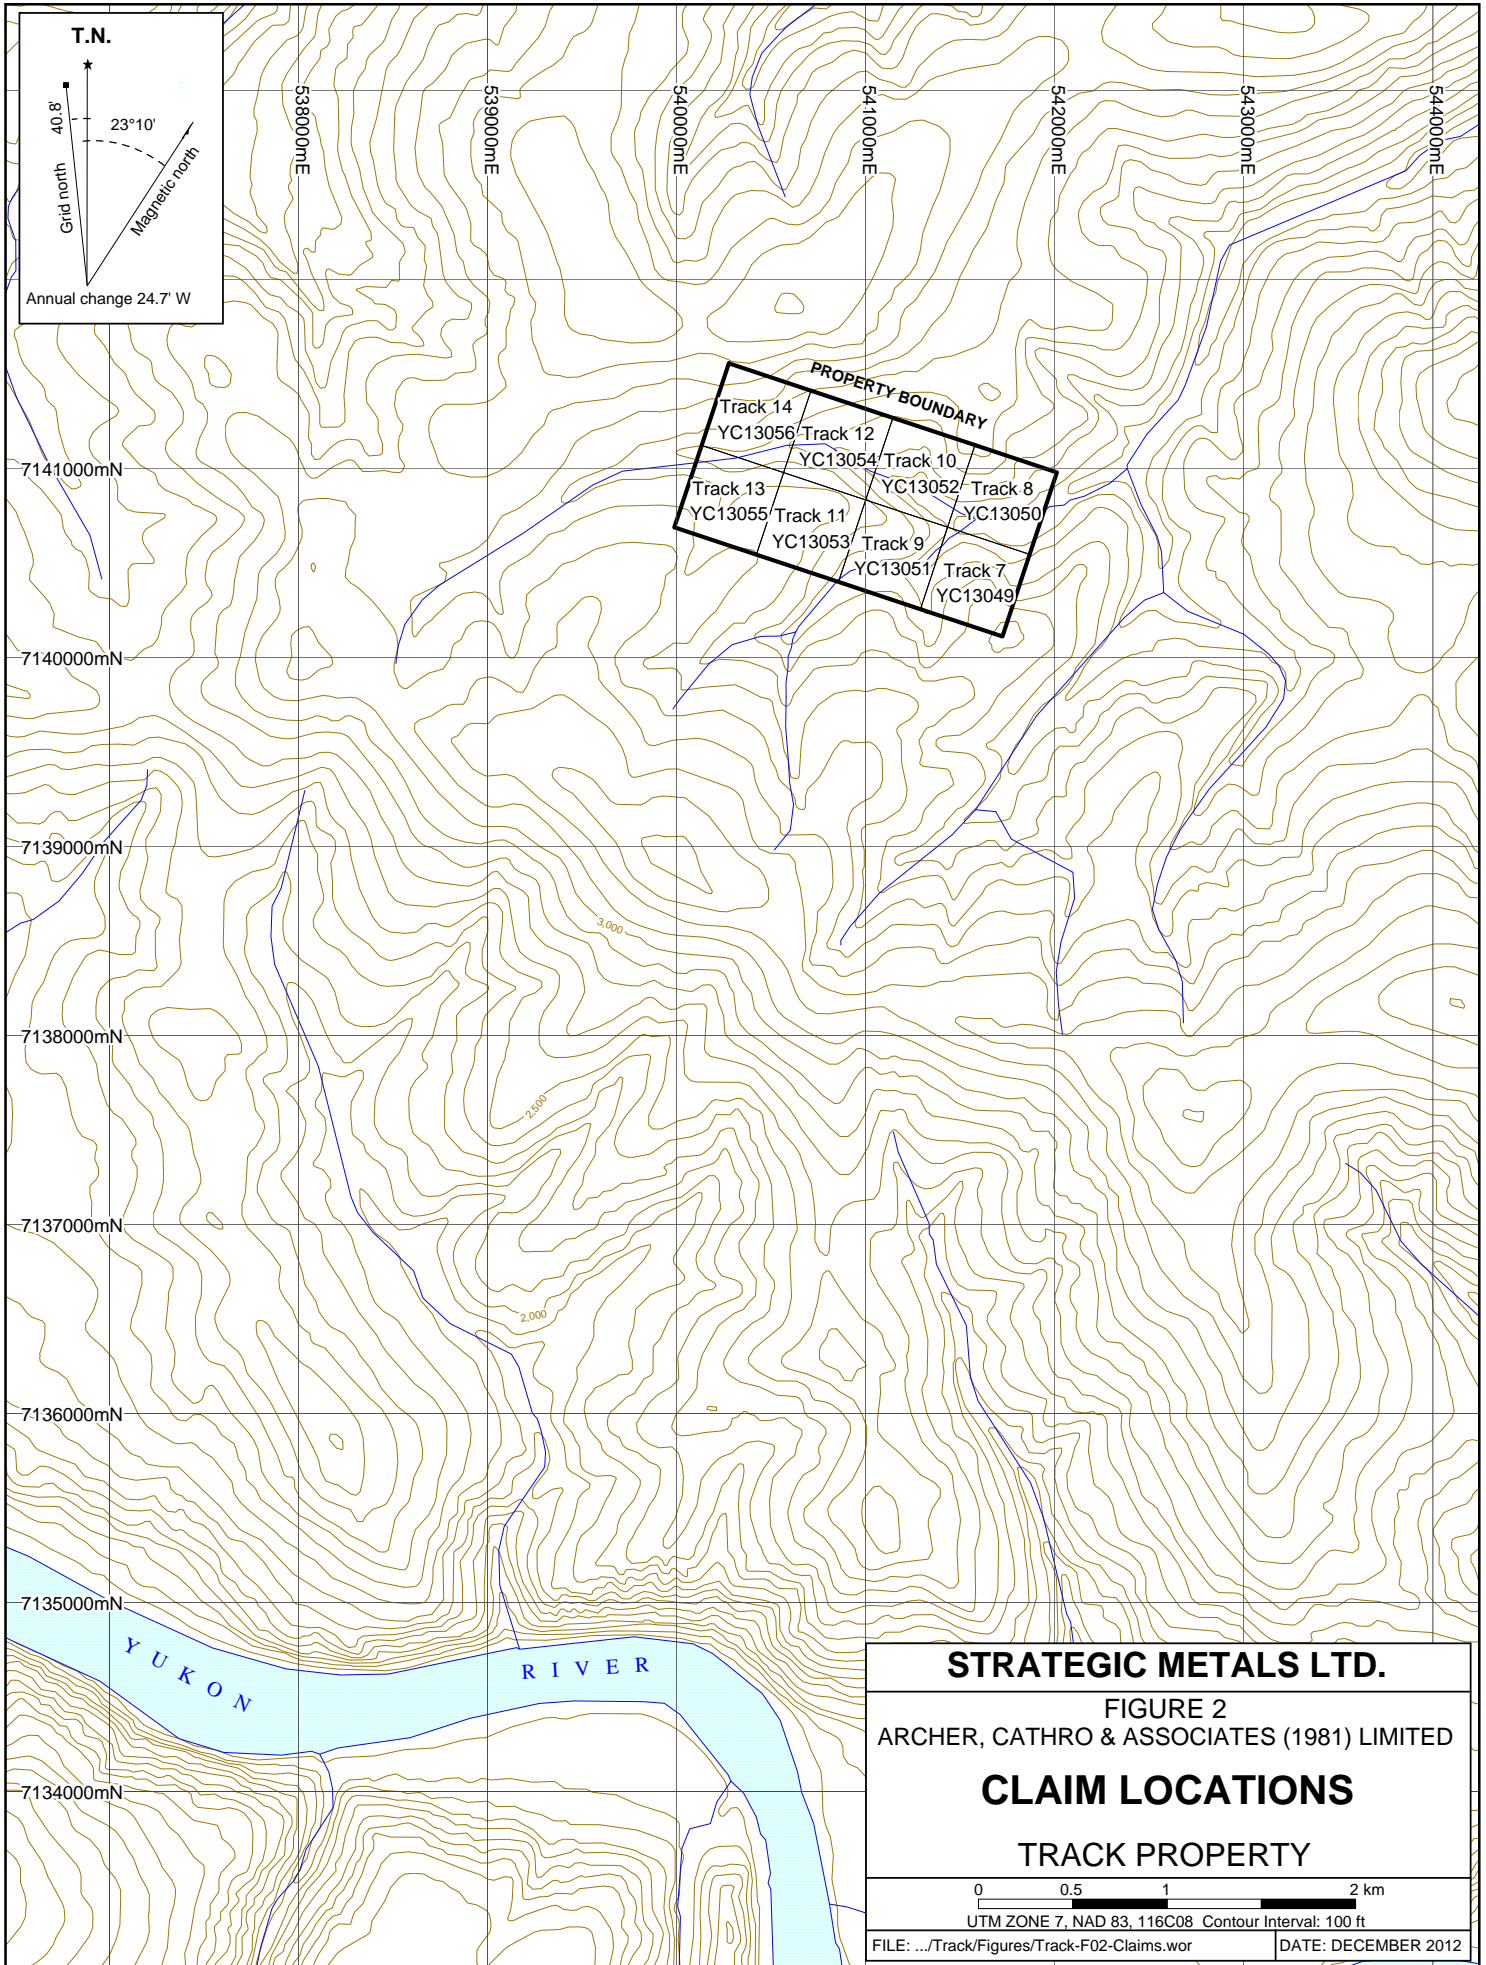 T.N.
40.8'
23°10'
Grid north
Magnetic north
Annual change 24.7' W
538000mE
539000mE
540000mE
541000mE
542000mE
543000mE
544000mE
PROPERTY BOUNDARY
Track 14
YC13056
Track 12
YC13054
Track 10
YC13052
Track 8
YC13050
Track 13
YC13055
Track 11
YC13053
Track 9
YC13051
Track 7
YC13049
7141000mN
7140000mN
7139000mN
3,000
7138000mN
2,500
7137000mN
2,000
7136000mN
7135000mN
YUKON
RIVER
7134000mN
STRATEGIC METALS LTD.
FIGURE 2
ARCHER, CATHRO & ASSOCIATES (1981) LIMITED
CLAIM LOCATIONS
TRACK PROPERTY
0 0.5 1 2 km
UTM ZONE 7, NAD 83, 116C08 Contour Interval: 100 ft
FILE: .../Track/Figures/Track-F02-Claims.wor
DATE: DECEMBER 2012